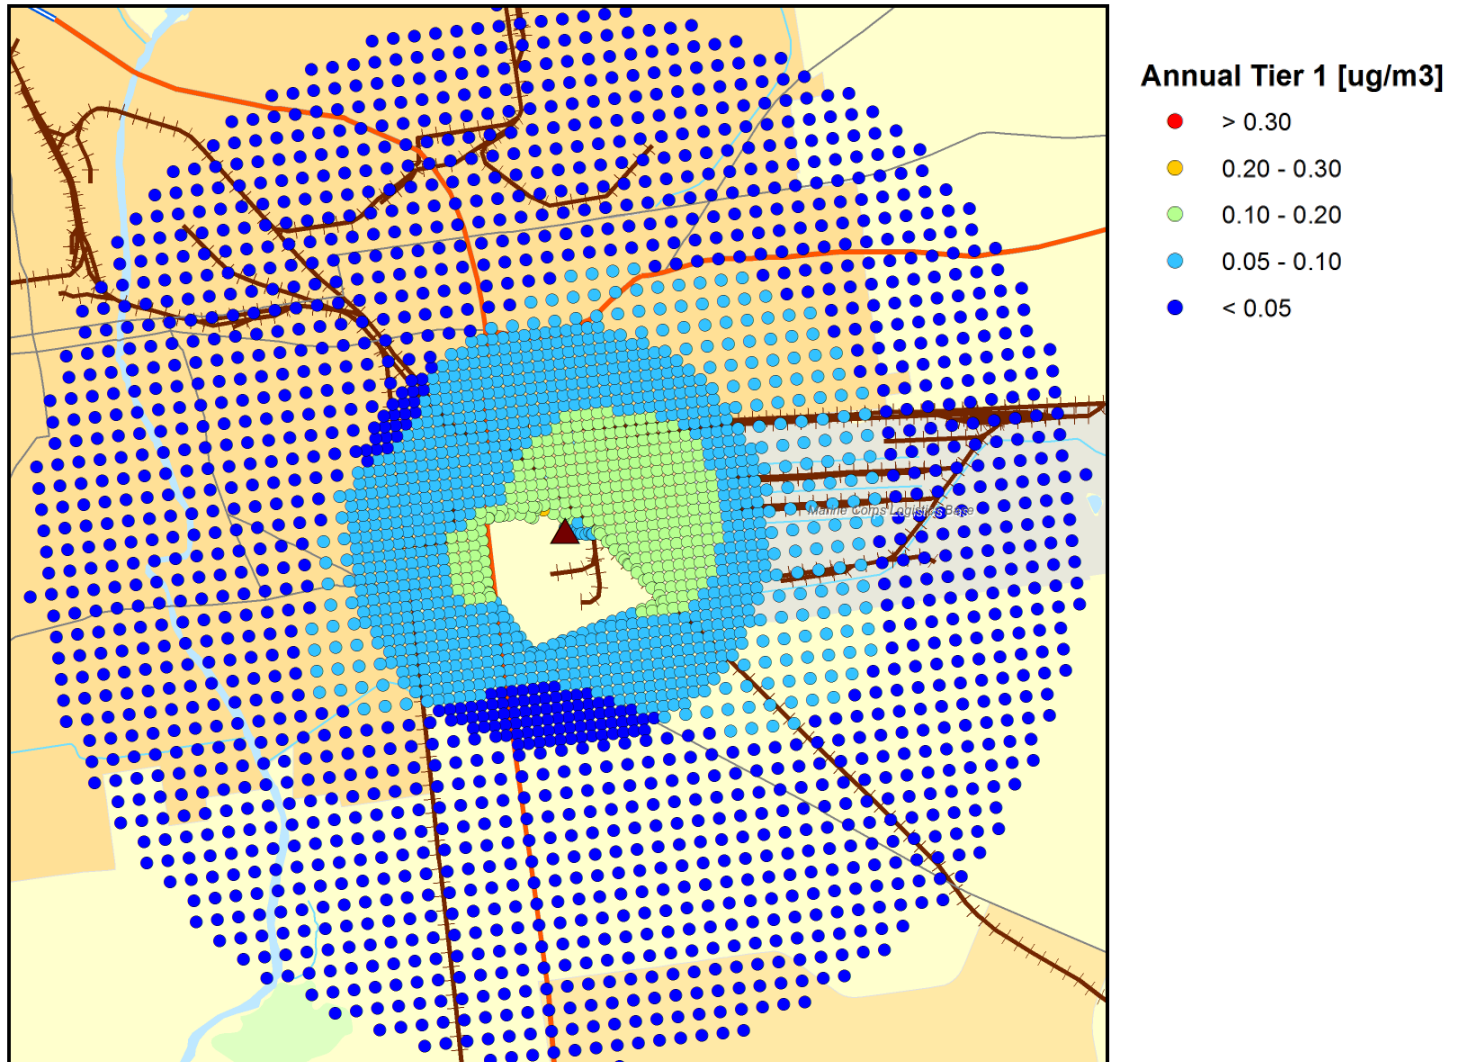 Annual Tier 1 [ug/m3]
> 0.30
0.20 - 0.30
0.10 - 0.20
0.05 - 0.10
< 0.05
Marine Corps Logistics Base